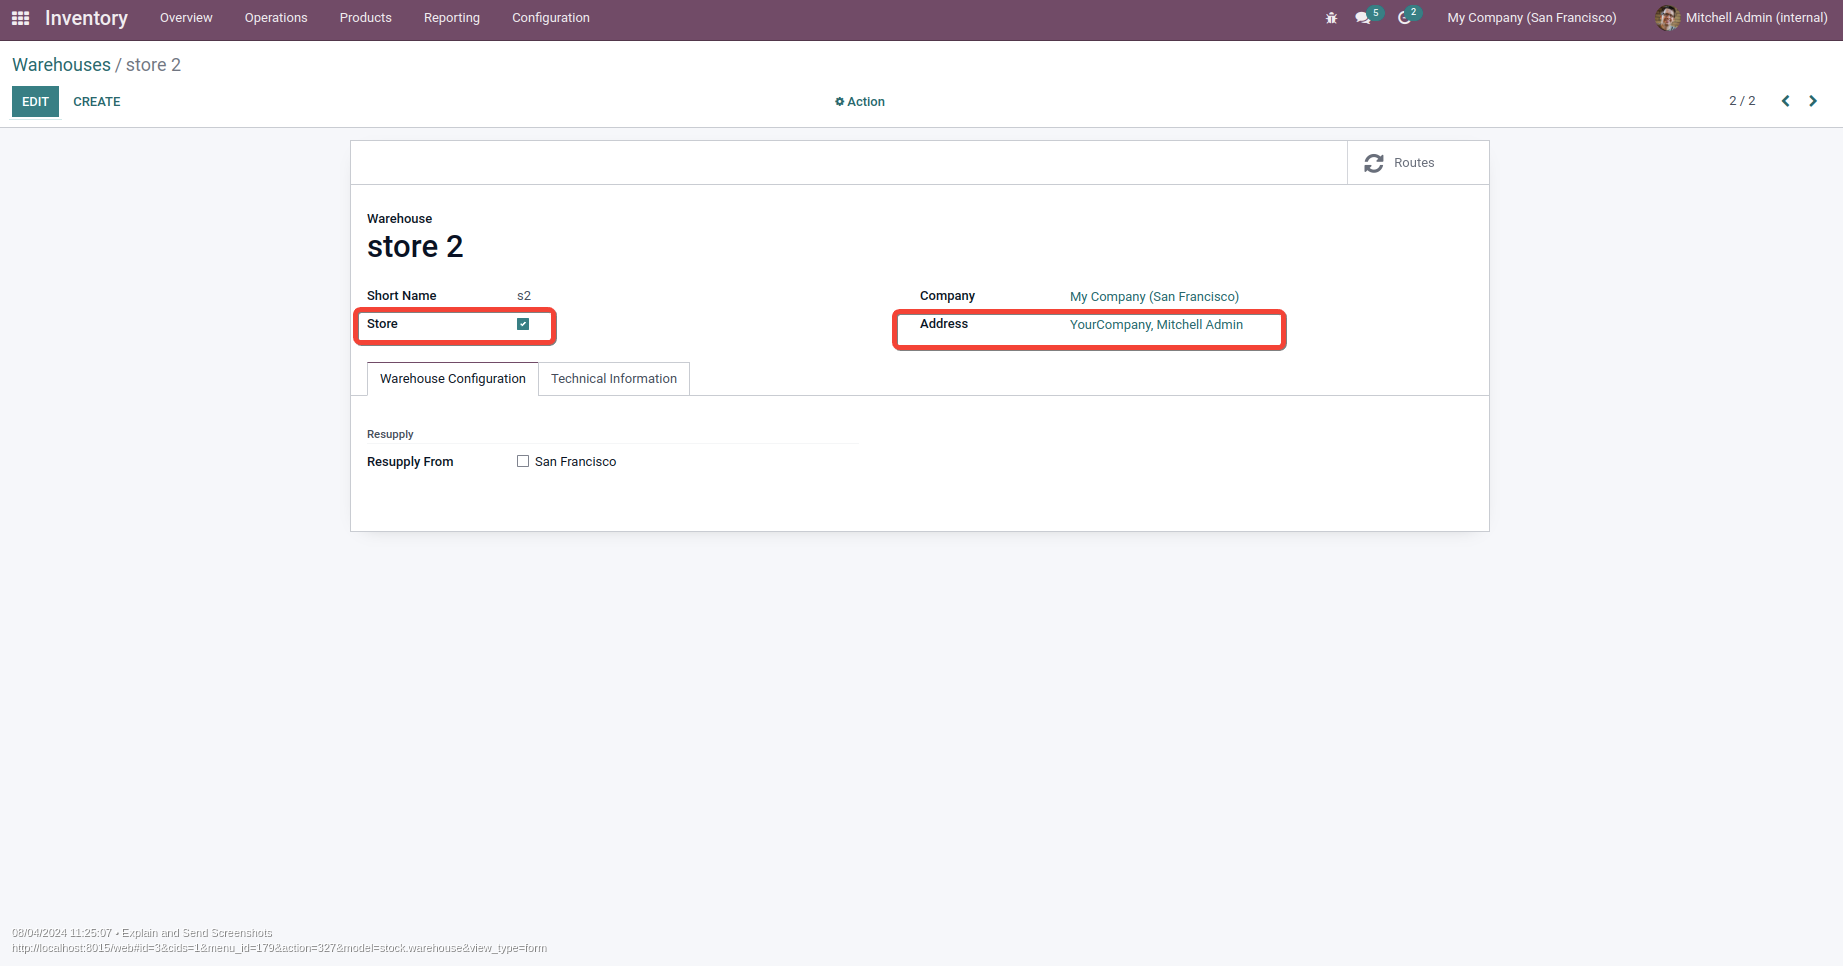 Inventory Overview Operations Products Reporting Configuration 5 2 My Company (San Francisco) Mitchell Admin (internal)
Warehouses / store 2
EDIT CREATE Action 2 / 2
Routes
Warehouse
store 2
Short Name s2 Company My Company (San Francisco)
Store Address YourCompany, Mitchell Admin
Warehouse Configuration Technical Information
Resupply
Resupply From San Francisco
08/04/2024 11:25:07 - Explain and Send Screenshots
http://localhost:8015/web#id=3&cids=1&menu_id=179&action=327&model=stock.warehouse&view_type=form